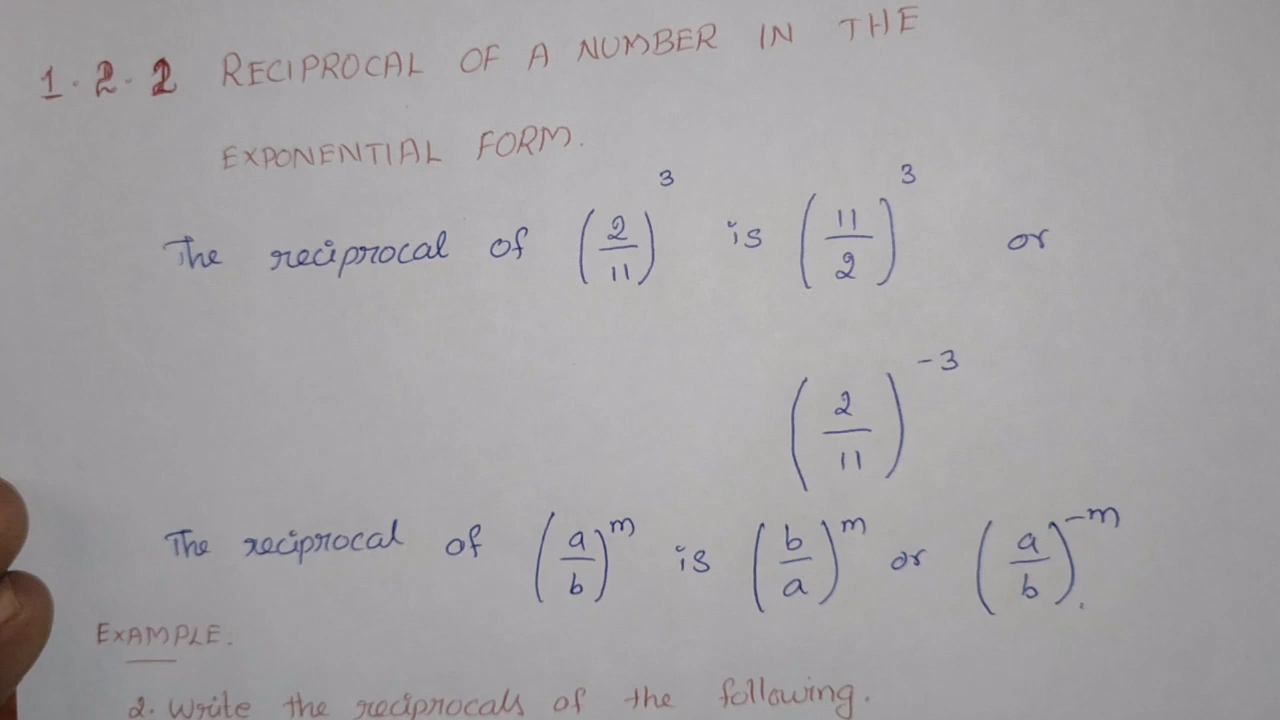 1.2.2 RECIPROCAL OF A NUMBER IN THE
EXPONENTIAL FORM.
The reciprocal of (2/11)^3 is (11/2)^3 or
(2/11)^-3
The reciprocal of (a/b)^m is (b/a)^m or (a/b)^-m.
EXAMPLE.
2. Write the reciprocals of the following.